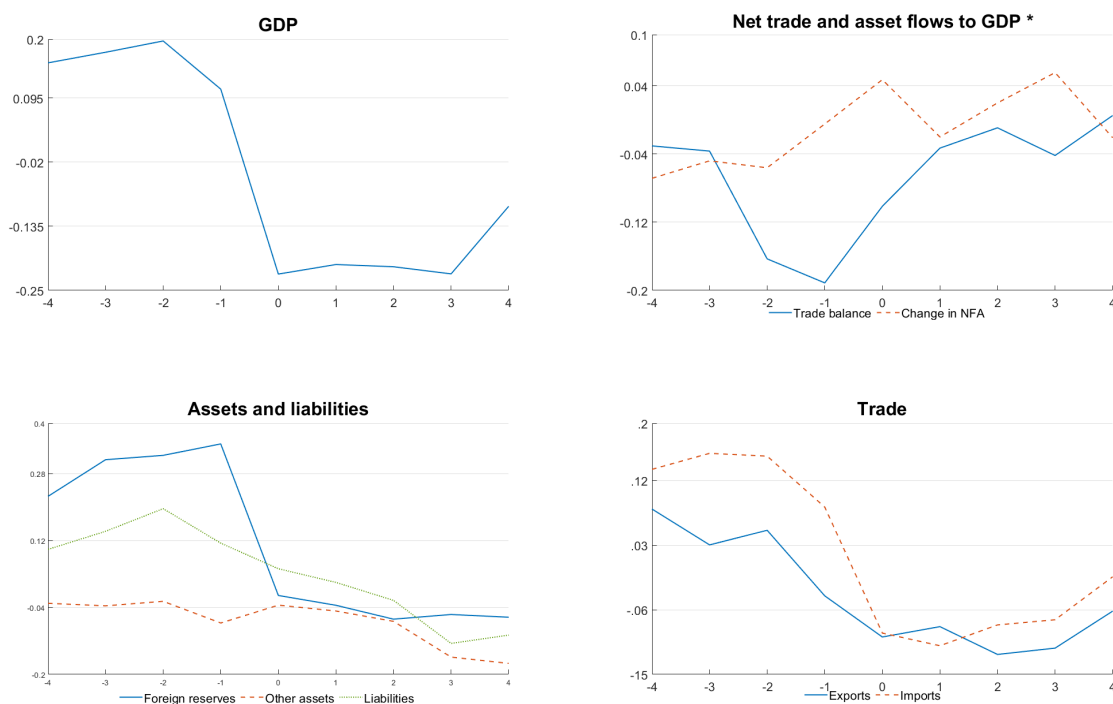 GDP
0.2
0.095
-0.02
-0.135
-0.25
-4 -3 -2 -1 0 1 2 3 4
Net trade and asset flows to GDP *
0.1
0.04
-0.04
-0.12
-0.2
-4 -3 -2 -1 0 1 2 3 4
Trade balance Change in NFA
Assets and liabilities
0.4
0.28
0.12
-0.04
-0.2
-4 -3 -2 -1 0 1 2 3 4
Foreign reserves Other assets Liabilities
Trade
.2
.12
.03
-.06
-15
-4 -3 -2 -1 0 1 2 3 4
Exports Imports